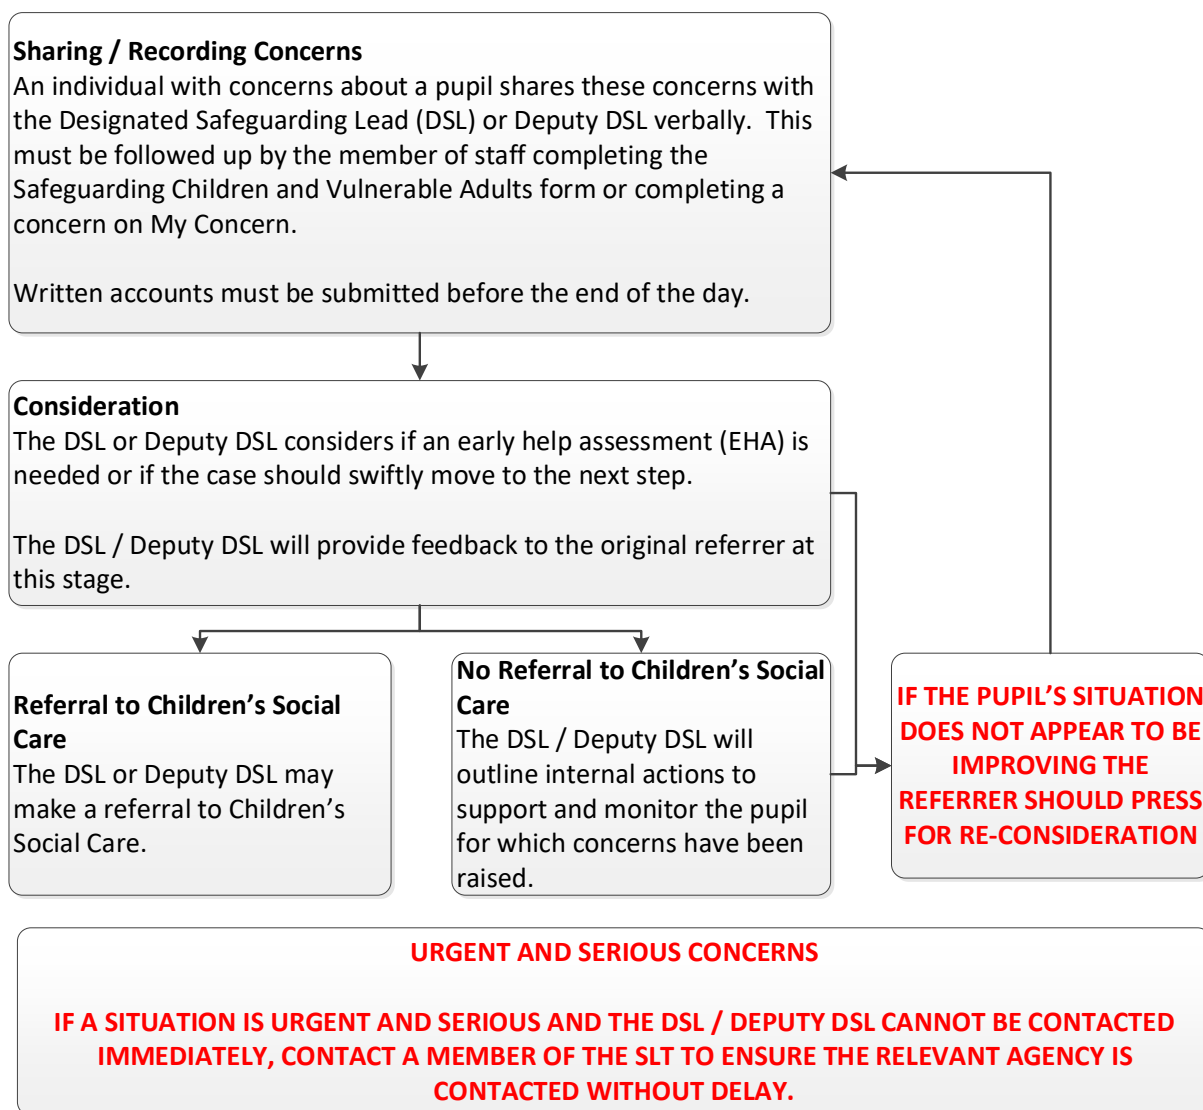 Sharing / Recording Concerns
An individual with concerns about a pupil shares these concerns with
the Designated Safeguarding Lead (DSL) or Deputy DSL verbally.  This
must be followed up by the member of staff completing the
Safeguarding Children and Vulnerable Adults form or completing a
concern on My Concern.
Written accounts must be submitted before the end of the day.
Consideration
The DSL or Deputy DSL considers if an early help assessment (EHA) is
needed or if the case should swiftly move to the next step.
The DSL / Deputy DSL will provide feedback to the original referrer at
this stage.
Referral to Children’s Social
Care
The DSL or Deputy DSL may
make a referral to Children’s
Social Care.
No Referral to Children’s Social
Care
The DSL / Deputy DSL will
outline internal actions to
support and monitor the pupil
for which concerns have been
raised.
IF THE PUPIL’S SITUATION
DOES NOT APPEAR TO BE
IMPROVING THE
REFERRER SHOULD PRESS
FOR RE-CONSIDERATION
URGENT AND SERIOUS CONCERNS
IF A SITUATION IS URGENT AND SERIOUS AND THE DSL / DEPUTY DSL CANNOT BE CONTACTED
IMMEDIATELY, CONTACT A MEMBER OF THE SLT TO ENSURE THE RELEVANT AGENCY IS
CONTACTED WITHOUT DELAY.